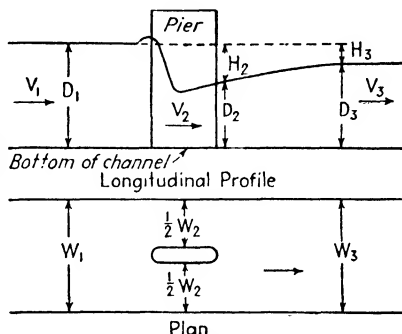 Pier
H₂
H₃
V₁
D₁
V₂
D₂
D₃
V₃
Bottom of channel
Longitudinal Profile
W₁
½ W₂
½ W₂
W₃
Plan